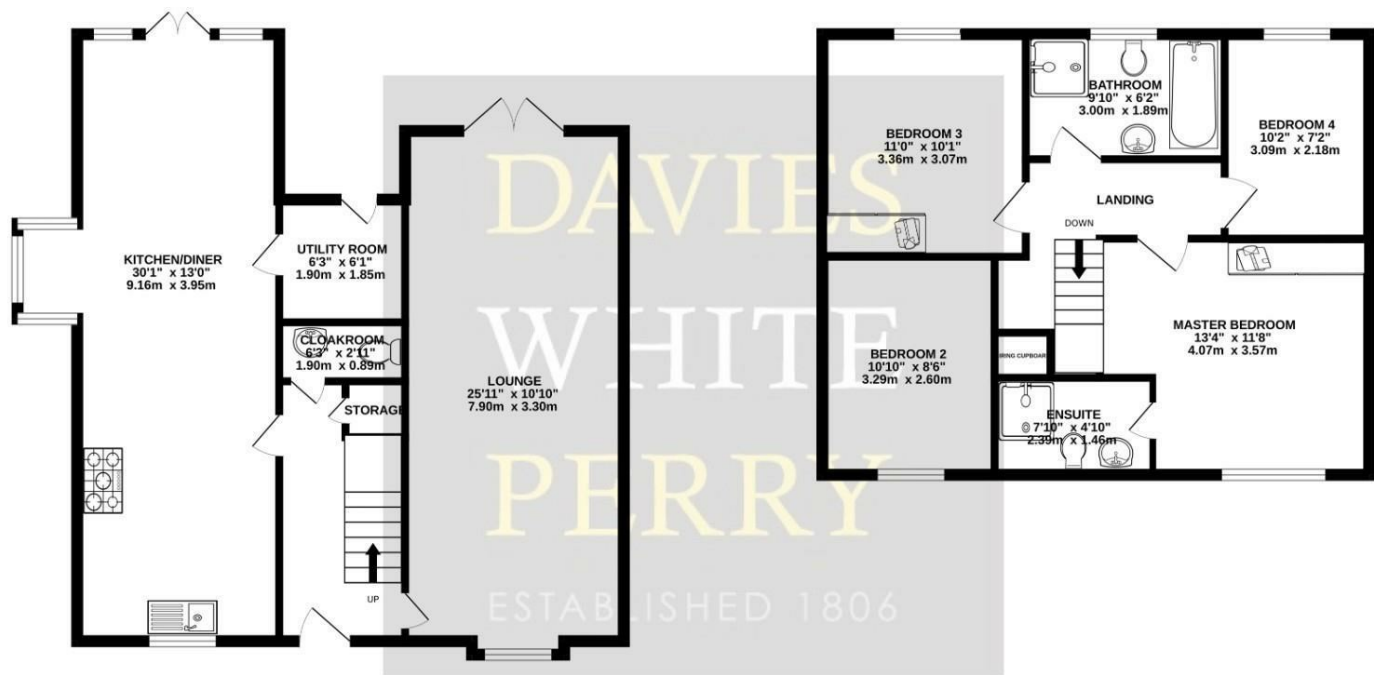 KITCHEN/DINER
30'1" x 13'0"
9.16m x 3.95m
UTILITY ROOM
6'3" x 6'1"
1.90m x 1.85m
CLOAKROOM
6'3" x 2'11"
1.90m x 0.89m
STORAGE
UP
LOUNGE
25'11" x 10'10"
7.90m x 3.30m
DAVIES
WHITE
PERRY
ESTABLISHED 1806
BEDROOM 3
11'0" x 10'1"
3.36m x 3.07m
BATHROOM
9'10" x 6'2"
3.00m x 1.89m
BEDROOM 4
10'2" x 7'2"
3.09m x 2.18m
LANDING
DOWN
BEDROOM 2
10'10" x 8'6"
3.29m x 2.60m
IRING CUPBOAR
MASTER BEDROOM
13'4" x 11'8"
4.07m x 3.57m
ENSUITE
7'10" x 4'10"
2.39m x 1.46m